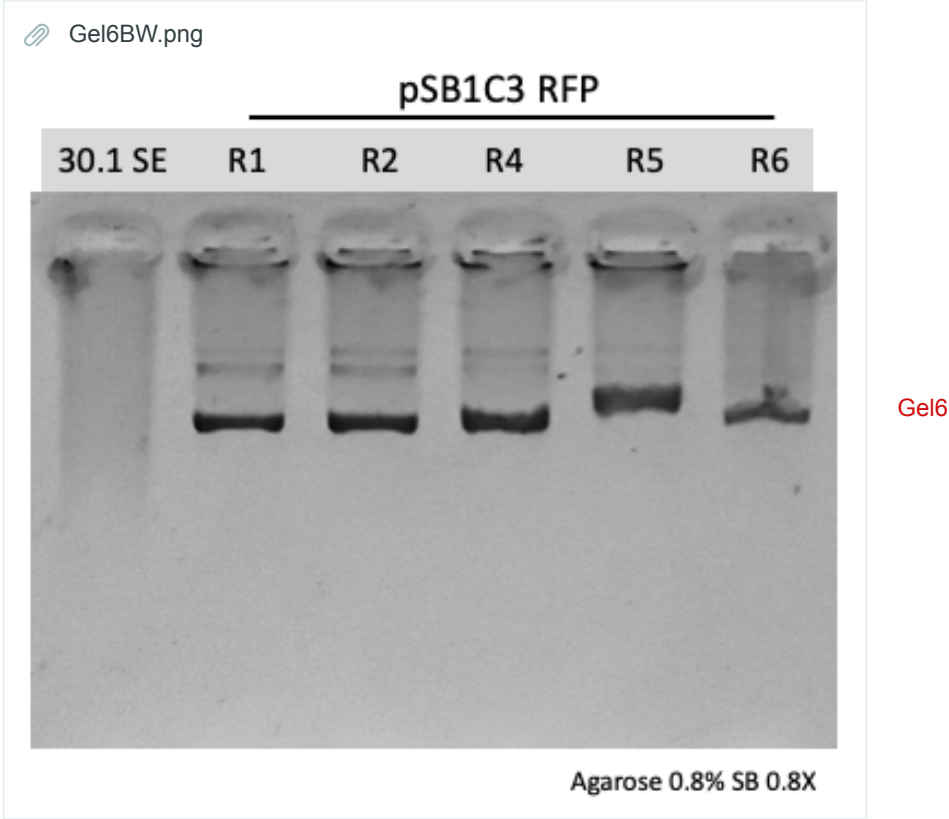 Gel6BW.png
pSB1C3 RFP
30.1 SE R1 R2 R4 R5 R6
Gel6
Agarose 0.8% SB 0.8X